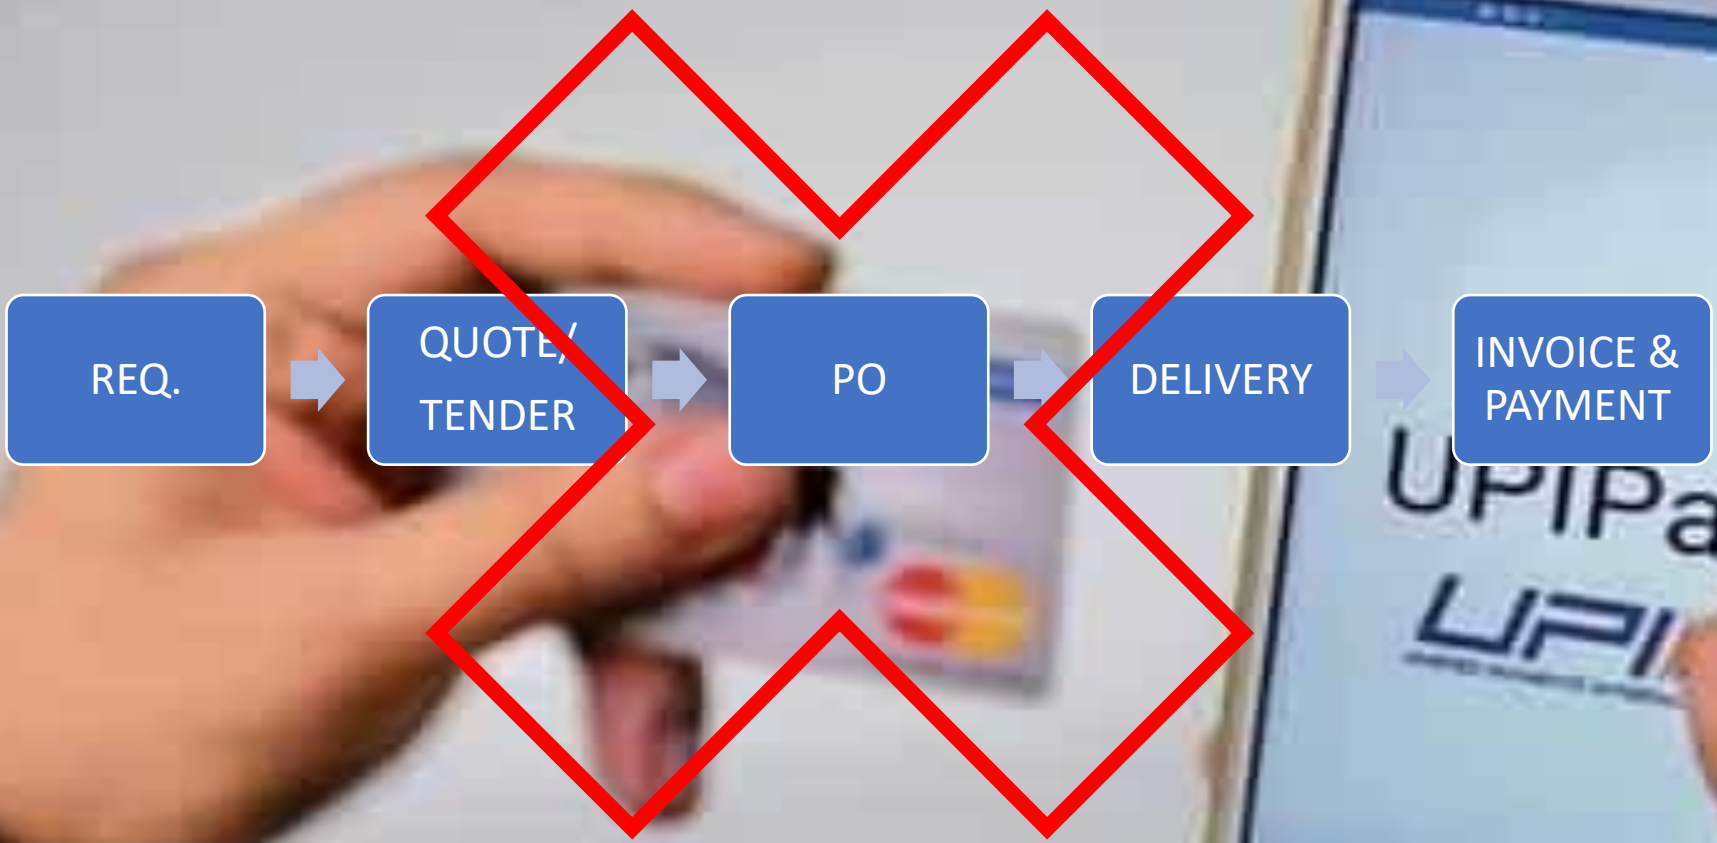 REQ.
QUOTE/
TENDER
PO
DELIVERY
INVOICE &
PAYMENT
UPIPa
UPI